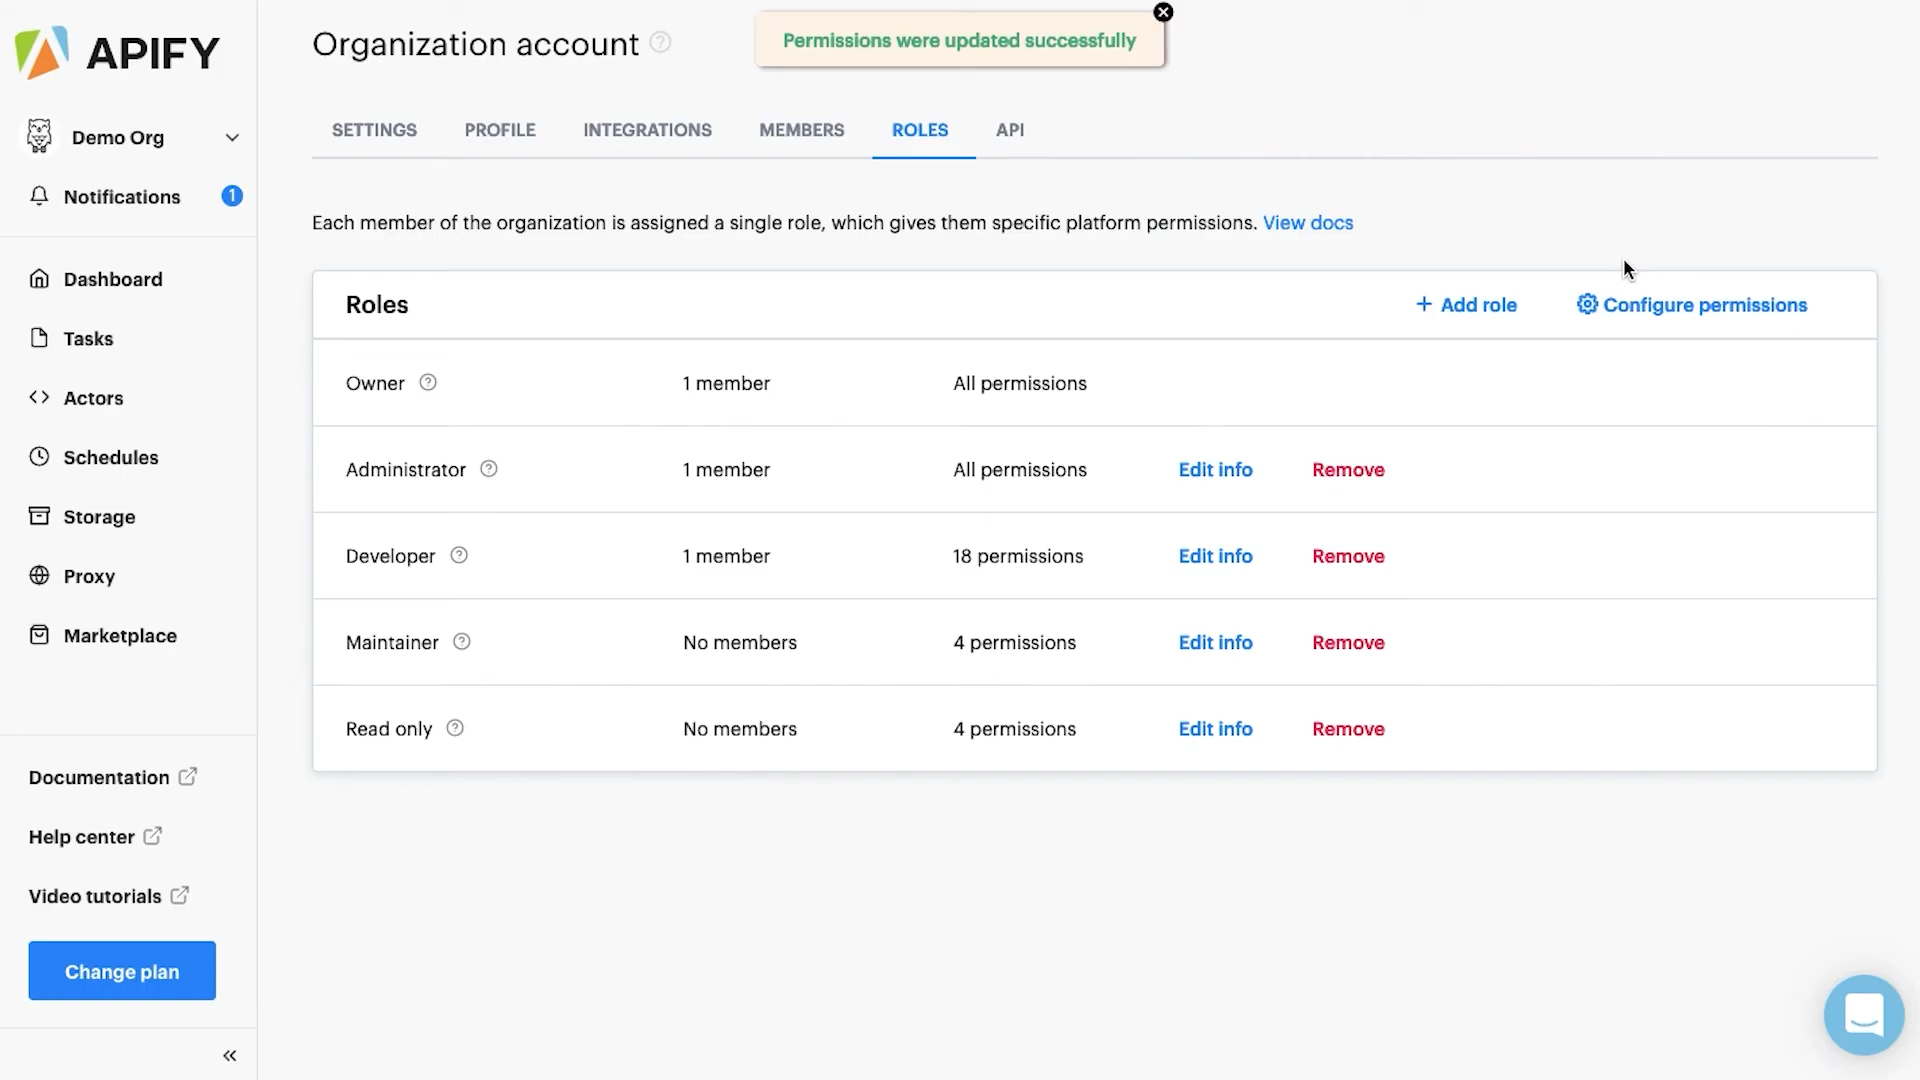 APIFY
Demo Org
Notifications 1
Dashboard
Tasks
Actors
Schedules
Storage
Proxy
Marketplace
Documentation
Help center
Video tutorials
Change plan
Organization account
Permissions were updated successfully
SETTINGS PROFILE INTEGRATIONS MEMBERS ROLES API
Each member of the organization is assigned a single role, which gives them specific platform permissions. View docs
Roles + Add role Configure permissions
Owner 1 member All permissions
Administrator 1 member All permissions Edit info Remove
Developer 1 member 18 permissions Edit info Remove
Maintainer No members 4 permissions Edit info Remove
Read only No members 4 permissions Edit info Remove